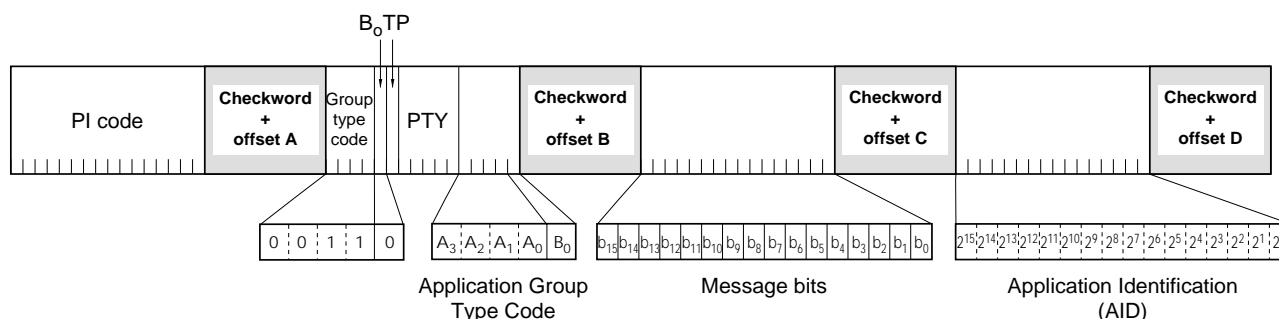 BₒTP
PI code
Checkword
+
offset A
Group
type
code
PTY
Checkword
+
offset B
Checkword
+
offset C
Checkword
+
offset D
0 0 1 1 0
A₃ A₂ A₁ A₀ B₀
b₁₅ b₁₄ b₁₃ b₁₂ b₁₁ b₁₀ b₉ b₈ b₇ b₆ b₅ b₄ b₃ b₂ b₁ b₀
2¹⁵ 2¹⁴ 2¹³ 2¹² 2¹¹ 2¹⁰ 2⁹ 2⁸ 2⁷ 2⁶ 2⁵ 2⁴ 2³ 2² 2¹
Application Group
Type Code
Message bits
Application Identification
(AID)